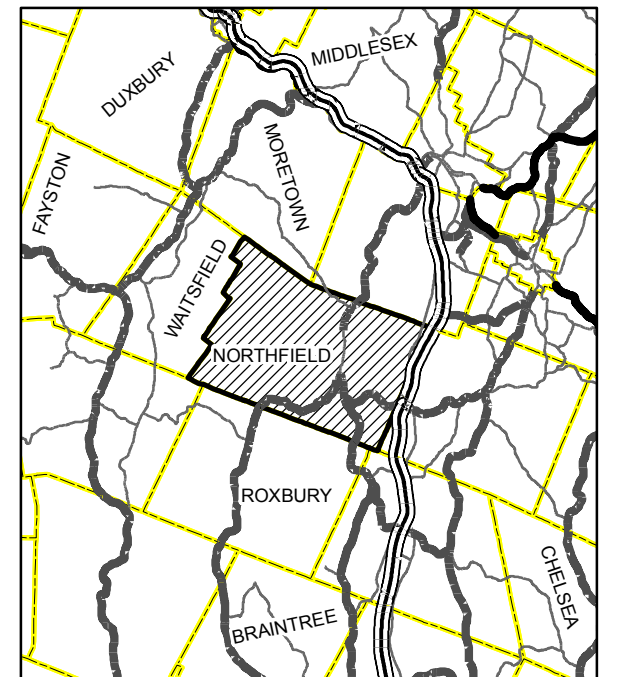 MIDDLESEX
DUXBURY
MORETOWN
FAYSTON
WAITSFIELD
NORTHFIELD
ROXBURY
CHELSEA
BRAINTREE